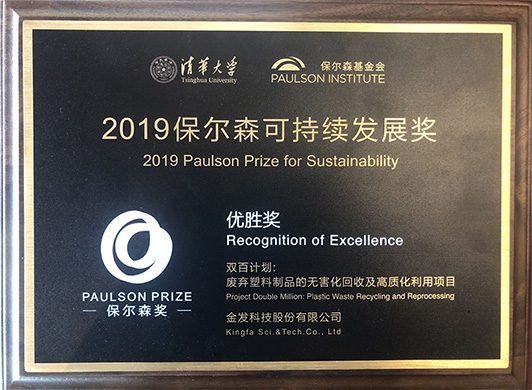 清华大学
Tsinghua University
保尔森基金会
PAULSON INSTITUTE
2019保尔森可持续发展奖
2019 Paulson Prize for Sustainability
优胜奖
Recognition of Excellence
双百计划:
废弃塑料制品的无害化回收及高质化利用项目
Project Double Million: Plastic Waste Recycling and Reprocessing
金发科技股份有限公司
Kingfa Sci.&Tech.Co., Ltd
PAULSON PRIZE
保尔森奖